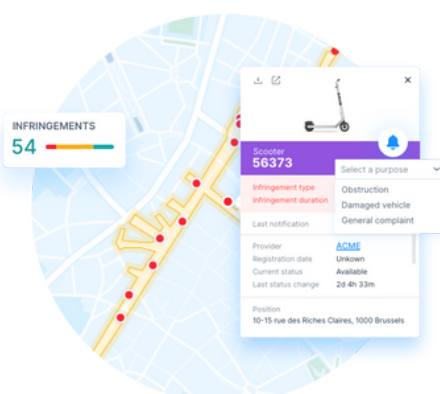 INFRINGEMENTS
54
Scooter
56373
Select a purpose
Obstruction
Damaged vehicle
General complaint
Infringement type
Infringement duration
Last notification
Provider ACME
Registration date Unkown
Current status Available
Last status change 2d 4h 33m
Position
10-15 rue des Riches Claires, 1000 Brussels